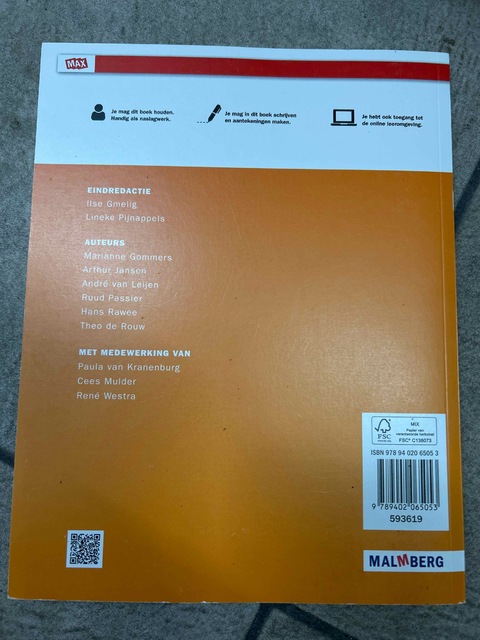 MAX
Je mag dit boek houden.
Handig als naslagwerk.
Je mag in dit boek schrijven
en aantekeningen maken.
Je hebt ook toegang tot
de online leeromgeving.
EINDREDACTIE
Ilse Gmelig
Lineke Pijnappels
AUTEURS
Marianne Gommers
Arthur Jansen
André van Leijen
Ruud Passier
Hans Rawee
Theo de Rouw
MET MEDEWERKING VAN
Paula van Kranenburg
Cees Mulder
René Westra
FSC
www.fsc.org
MIX
Papier van
verantwoorde herkomst
FSC® C138073
ISBN 978 94 020 6505 3
9 789402 065053
593619
MALMBERG